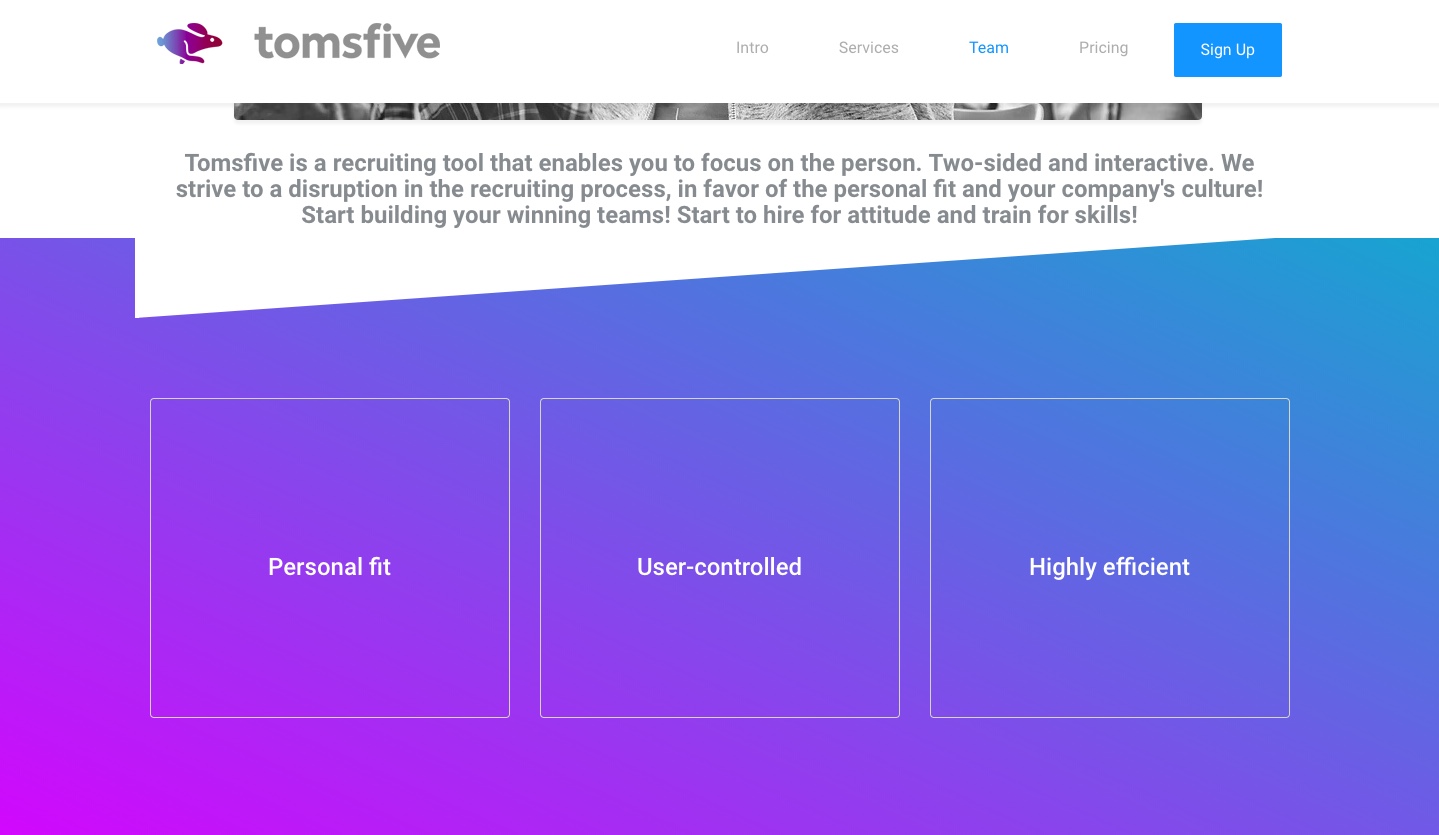 tomsfive
Intro
Services
Team
Pricing
Sign Up
Tomsfive is a recruiting tool that enables you to focus on the person. Two-sided and interactive. We
strive to a disruption in the recruiting process, in favor of the personal fit and your company's culture!
Start building your winning teams! Start to hire for attitude and train for skills!
Personal fit
User-controlled
Highly efficient